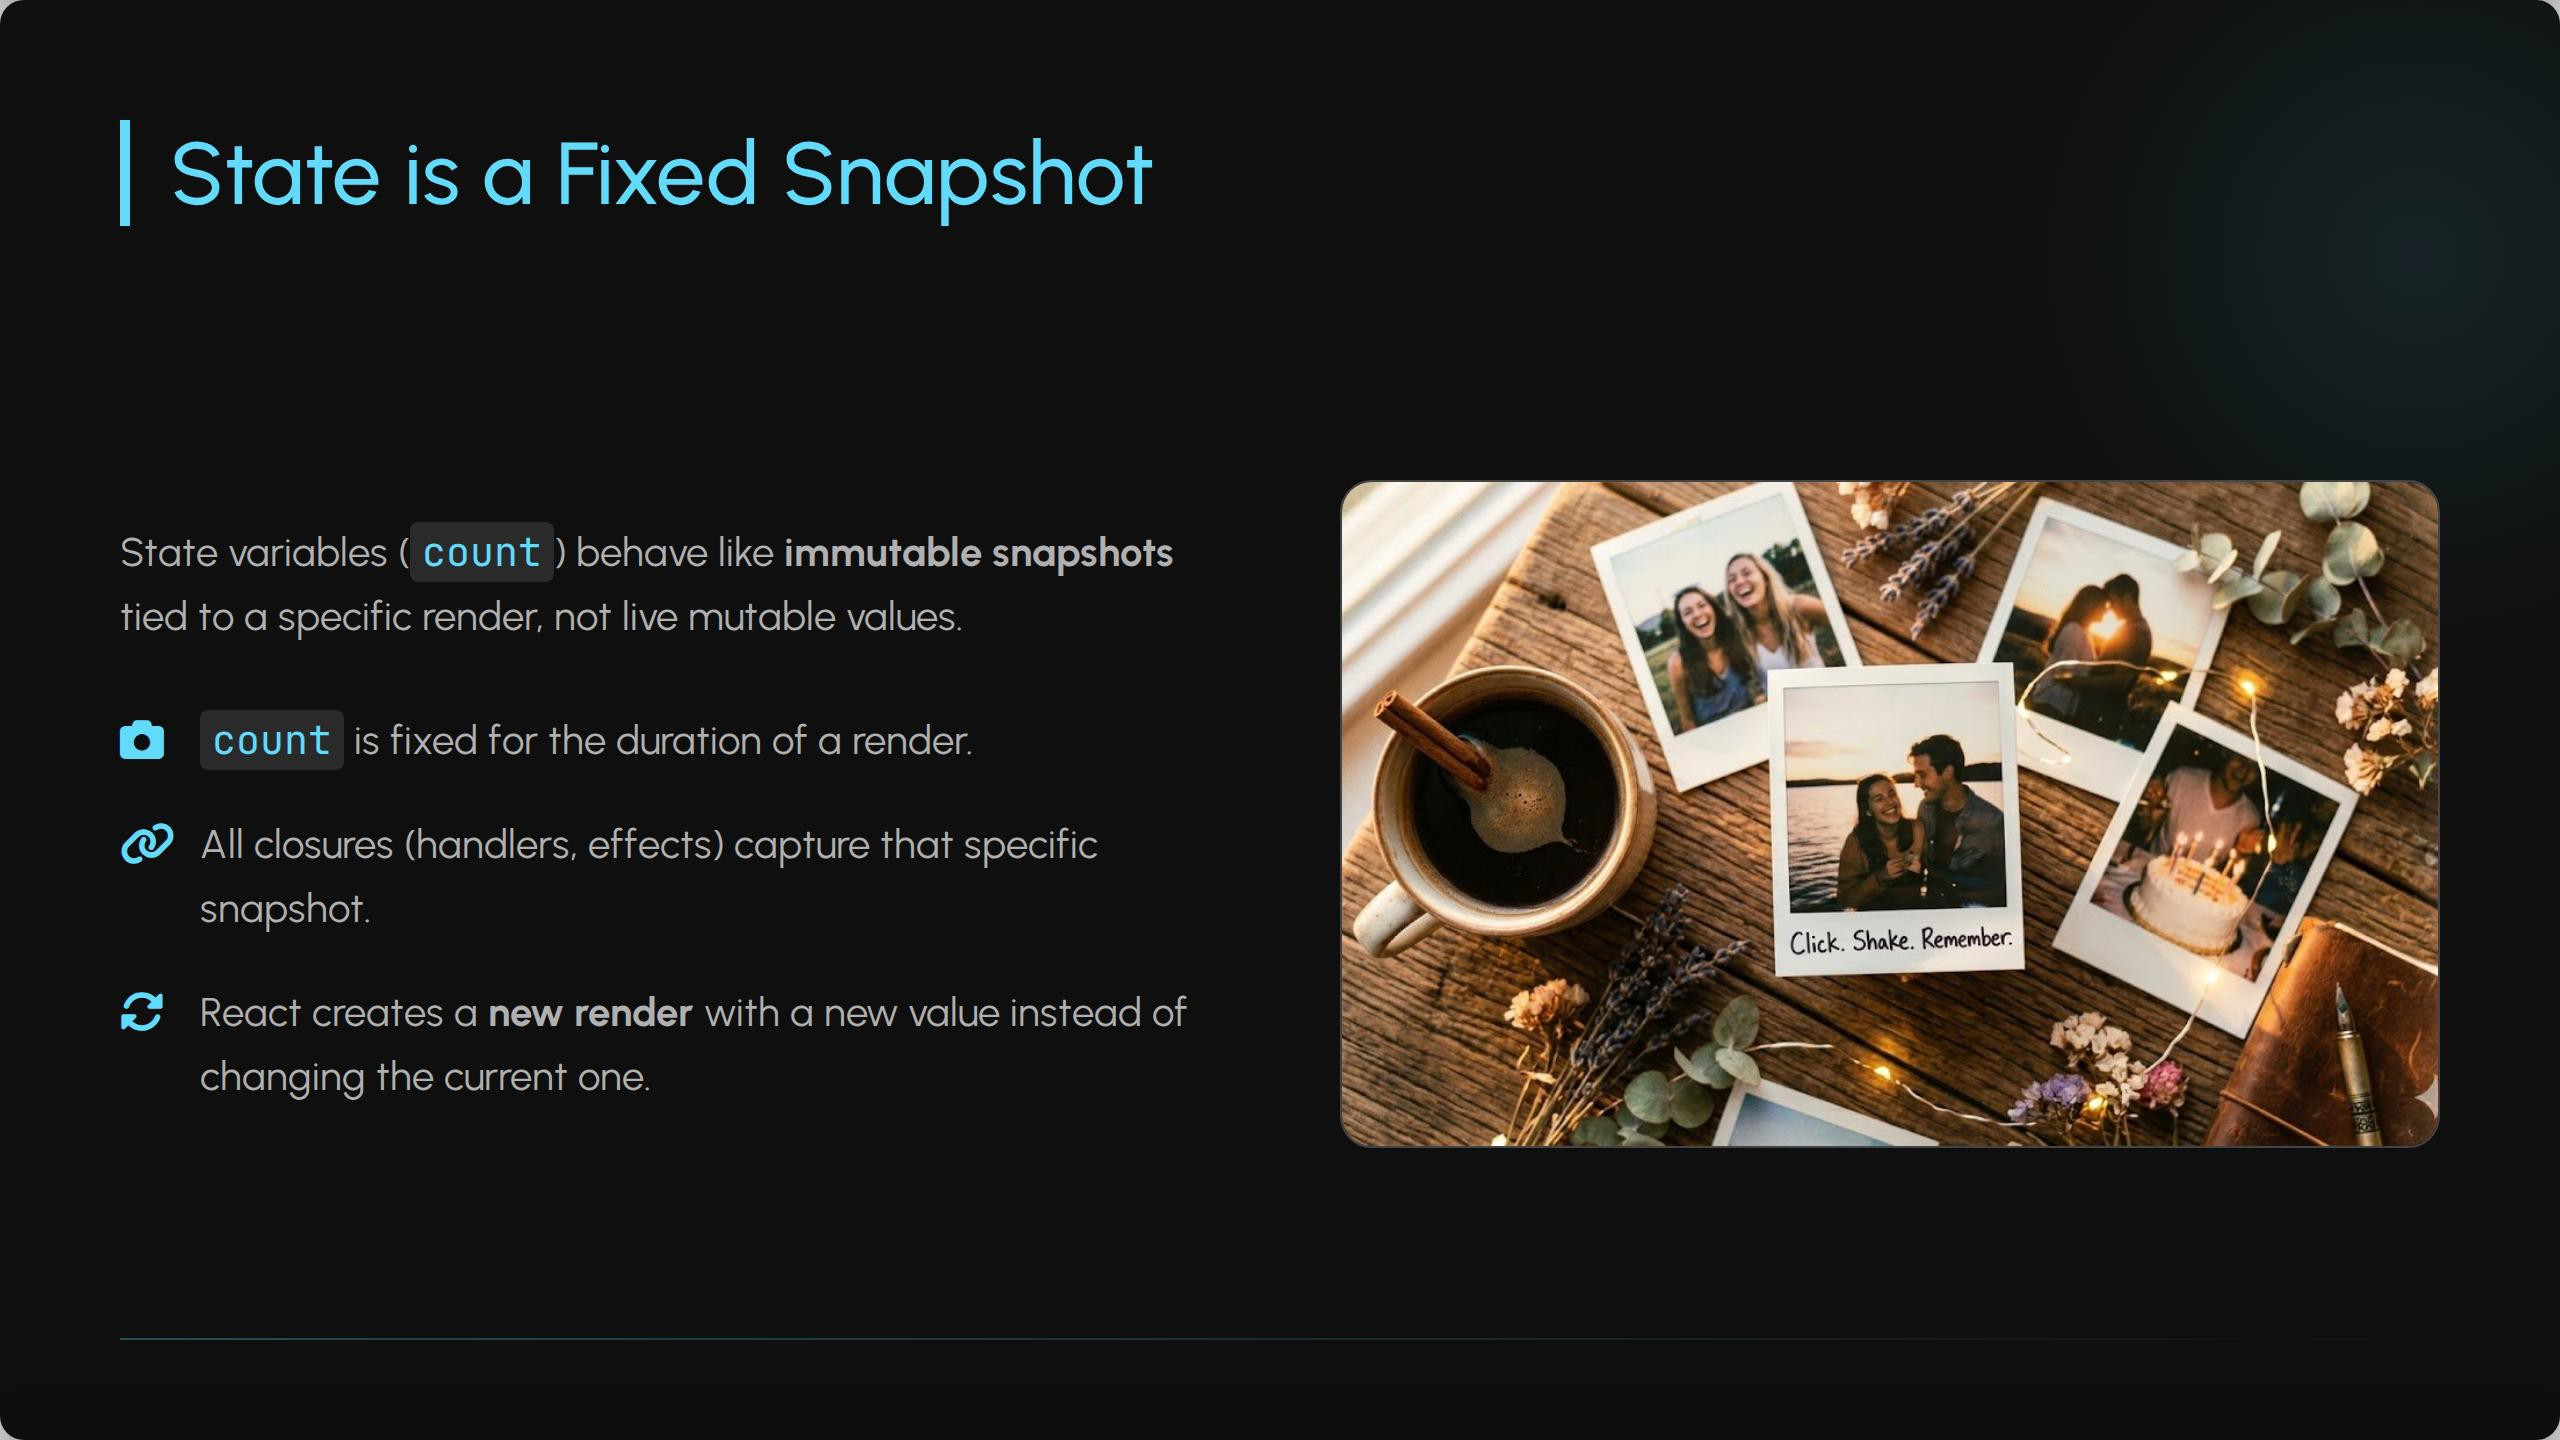 State is a Fixed Snapshot
State variables (count) behave like immutable snapshots
tied to a specific render, not live mutable values.
count is fixed for the duration of a render.
All closures (handlers, effects) capture that specific
snapshot.
React creates a new render with a new value instead of
changing the current one.
Click. Shake. Remember.